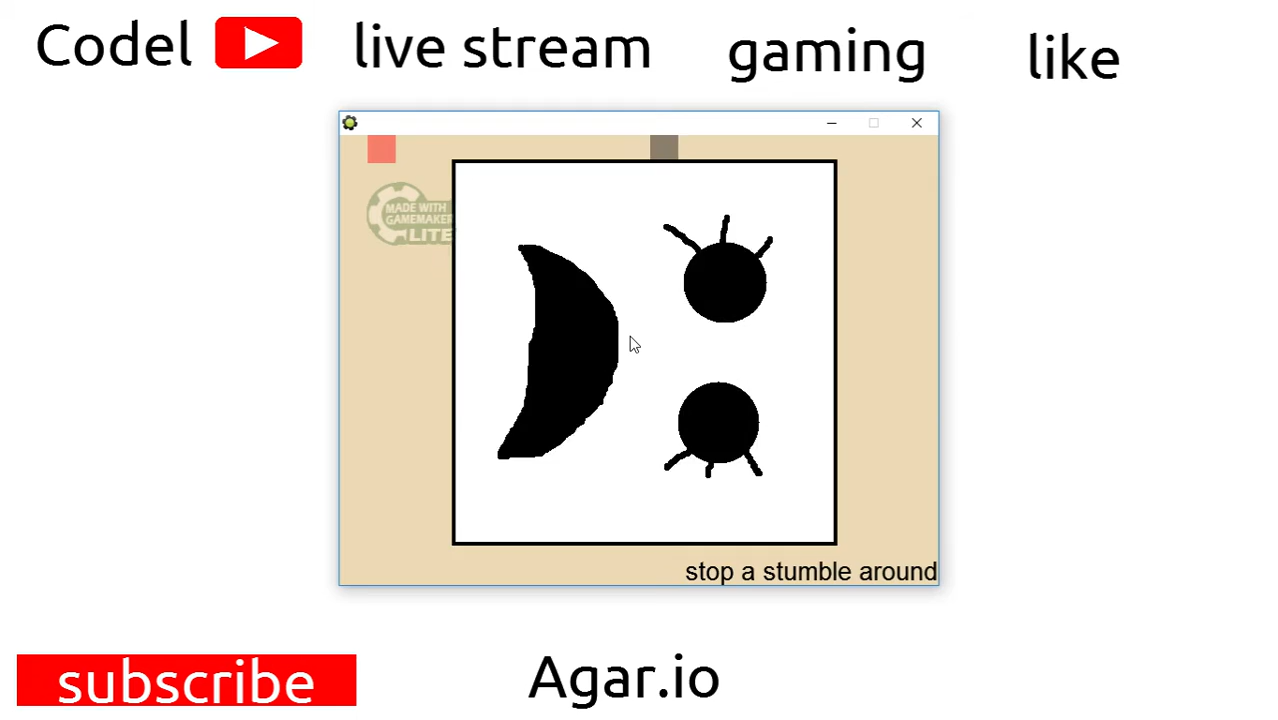 Codel live stream gaming like
MADE WITH
GAMEMAKER
LITE
stop a stumble around
subscribe Agar.io